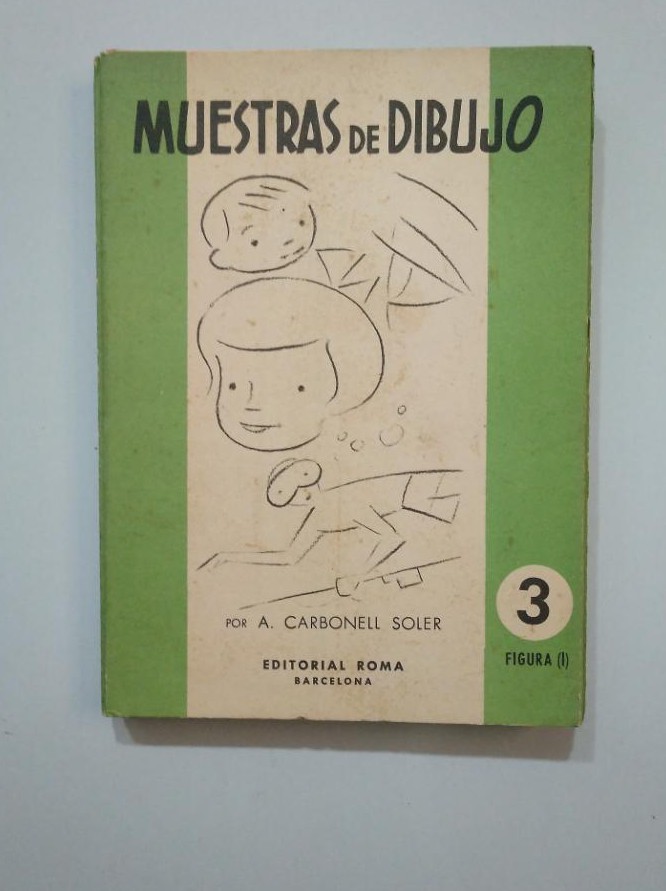 MUESTRAS DE DIBUJO
POR A. CARBONELL SOLER
EDITORIAL ROMA
BARCELONA
3
FIGURA (I)